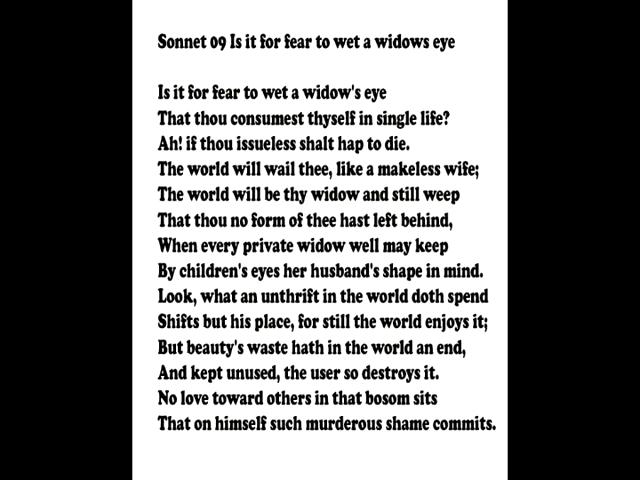 Sonnet 09 Is it for fear to wet a widows eye
Is it for fear to wet a widow's eye
That thou consumest thyself in single life?
Ah! if thou issueless shalt hap to die.
The world will wail thee, like a makeless wife;
The world will be thy widow and still weep
That thou no form of thee hast left behind,
When every private widow well may keep
By children's eyes her husband's shape in mind.
Look, what an unthrift in the world doth spend
Shifts but his place, for still the world enjoys it;
But beauty's waste hath in the world an end,
And kept unused, the user so destroys it.
No love toward others in that bosom sits
That on himself such murderous shame commits.